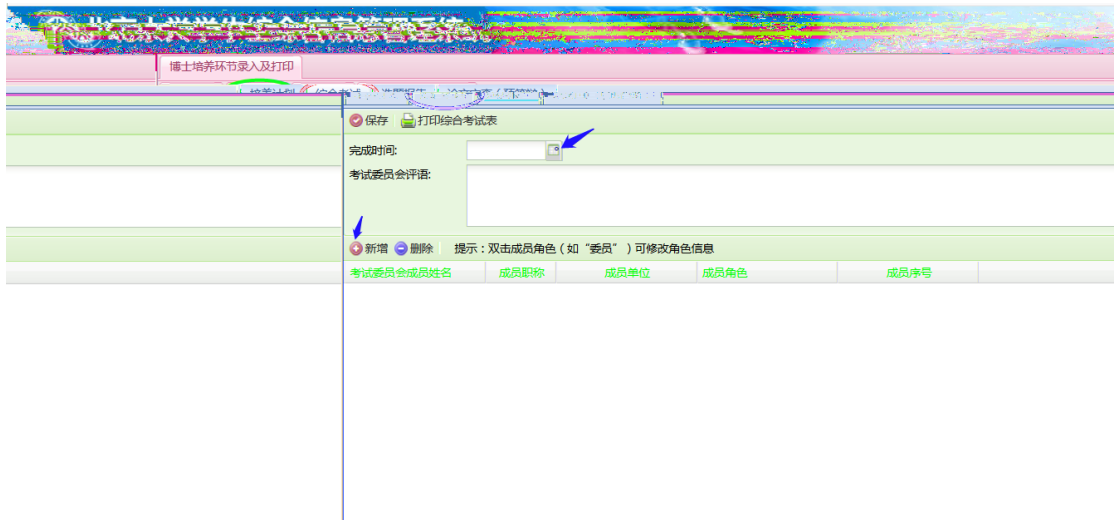 博士培养环节录入及打印
保存 打印综合考试表
完成时间:
考试委员会评语:
新增 删除 提示：双击成员角色（如“委员”）可修改角色信息
考试委员会成员姓名 成员职称 成员单位 成员角色 成员序号